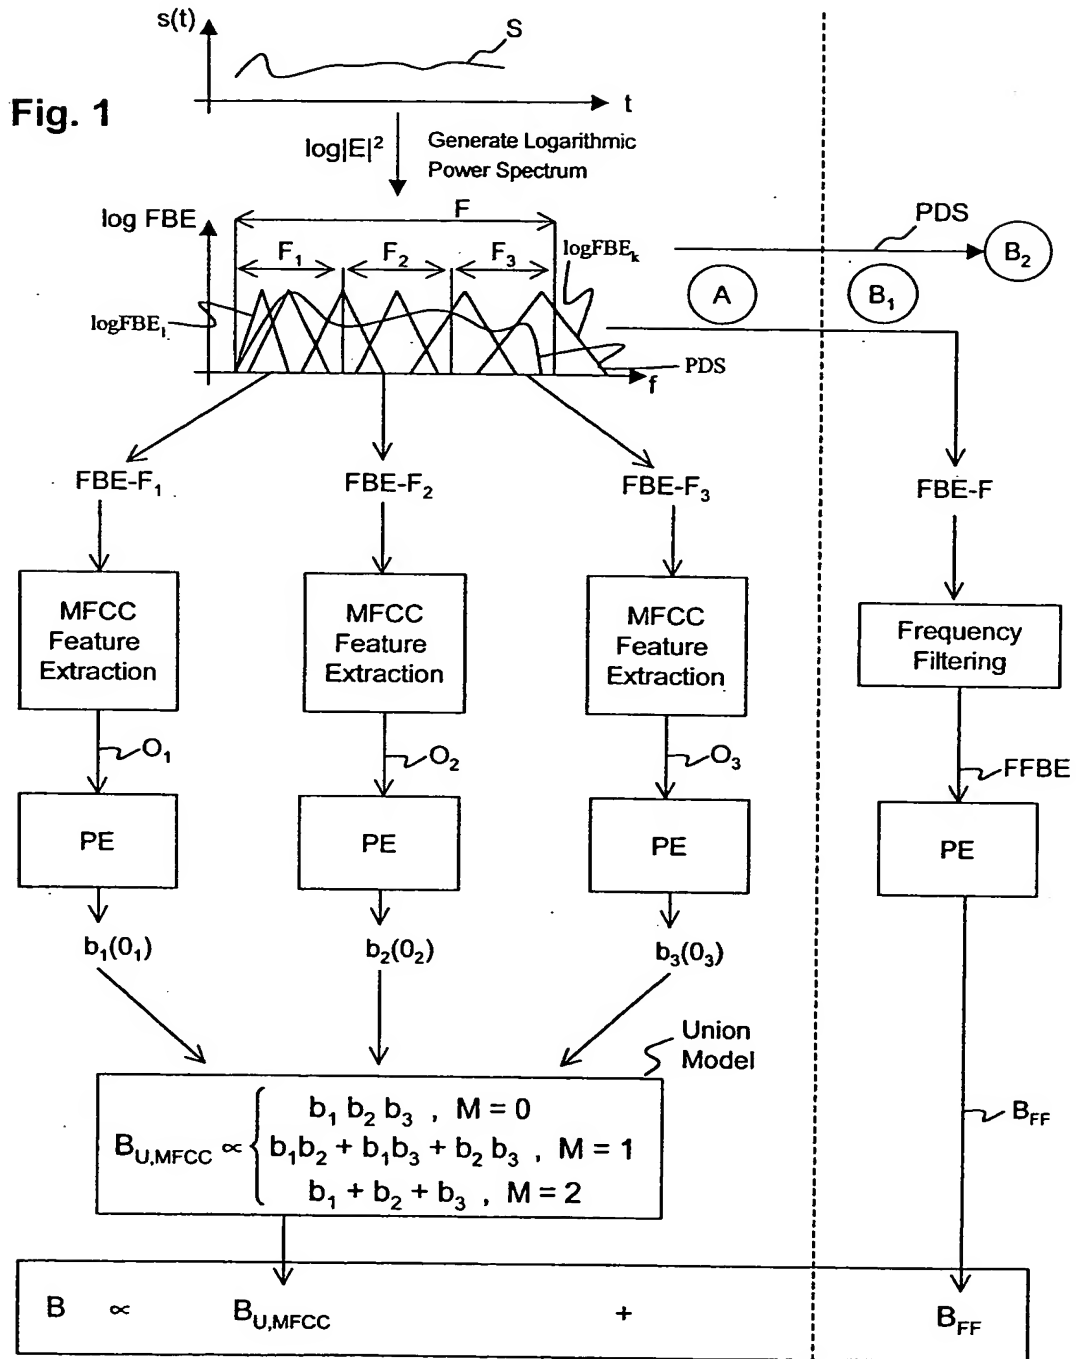 s(t)
S
t
Fig. 1
log|E|²
Generate Logarithmic
Power Spectrum
log FBE
F
F₁
F₂
F₃
logFBEₖ
logFBE₁
PDS
f
A
B₁
PDS
B₂
FBE-F₁
FBE-F₂
FBE-F₃
FBE-F
MFCC
Feature
Extraction
MFCC
Feature
Extraction
MFCC
Feature
Extraction
Frequency
Filtering
O₁
O₂
O₃
FFBE
PE
PE
PE
PE
b₁(0₁)
b₂(0₂)
b₃(0₃)
Union
Model
b₁ b₂ b₃ , M = 0
B_U,MFCC ∝ { b₁b₂ + b₁b₃ + b₂ b₃ , M = 1
b₁ + b₂ + b₃ , M = 2
B_FF
B ∝ B_U,MFCC + B_FF